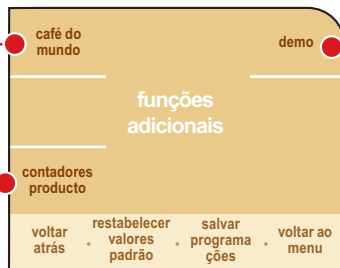 café do
mundo
demo
funções
adicionais
contadores
producto
voltar
atrás
restabelecer
valores
padrão
salvar
programa
ções
voltar ao
menu